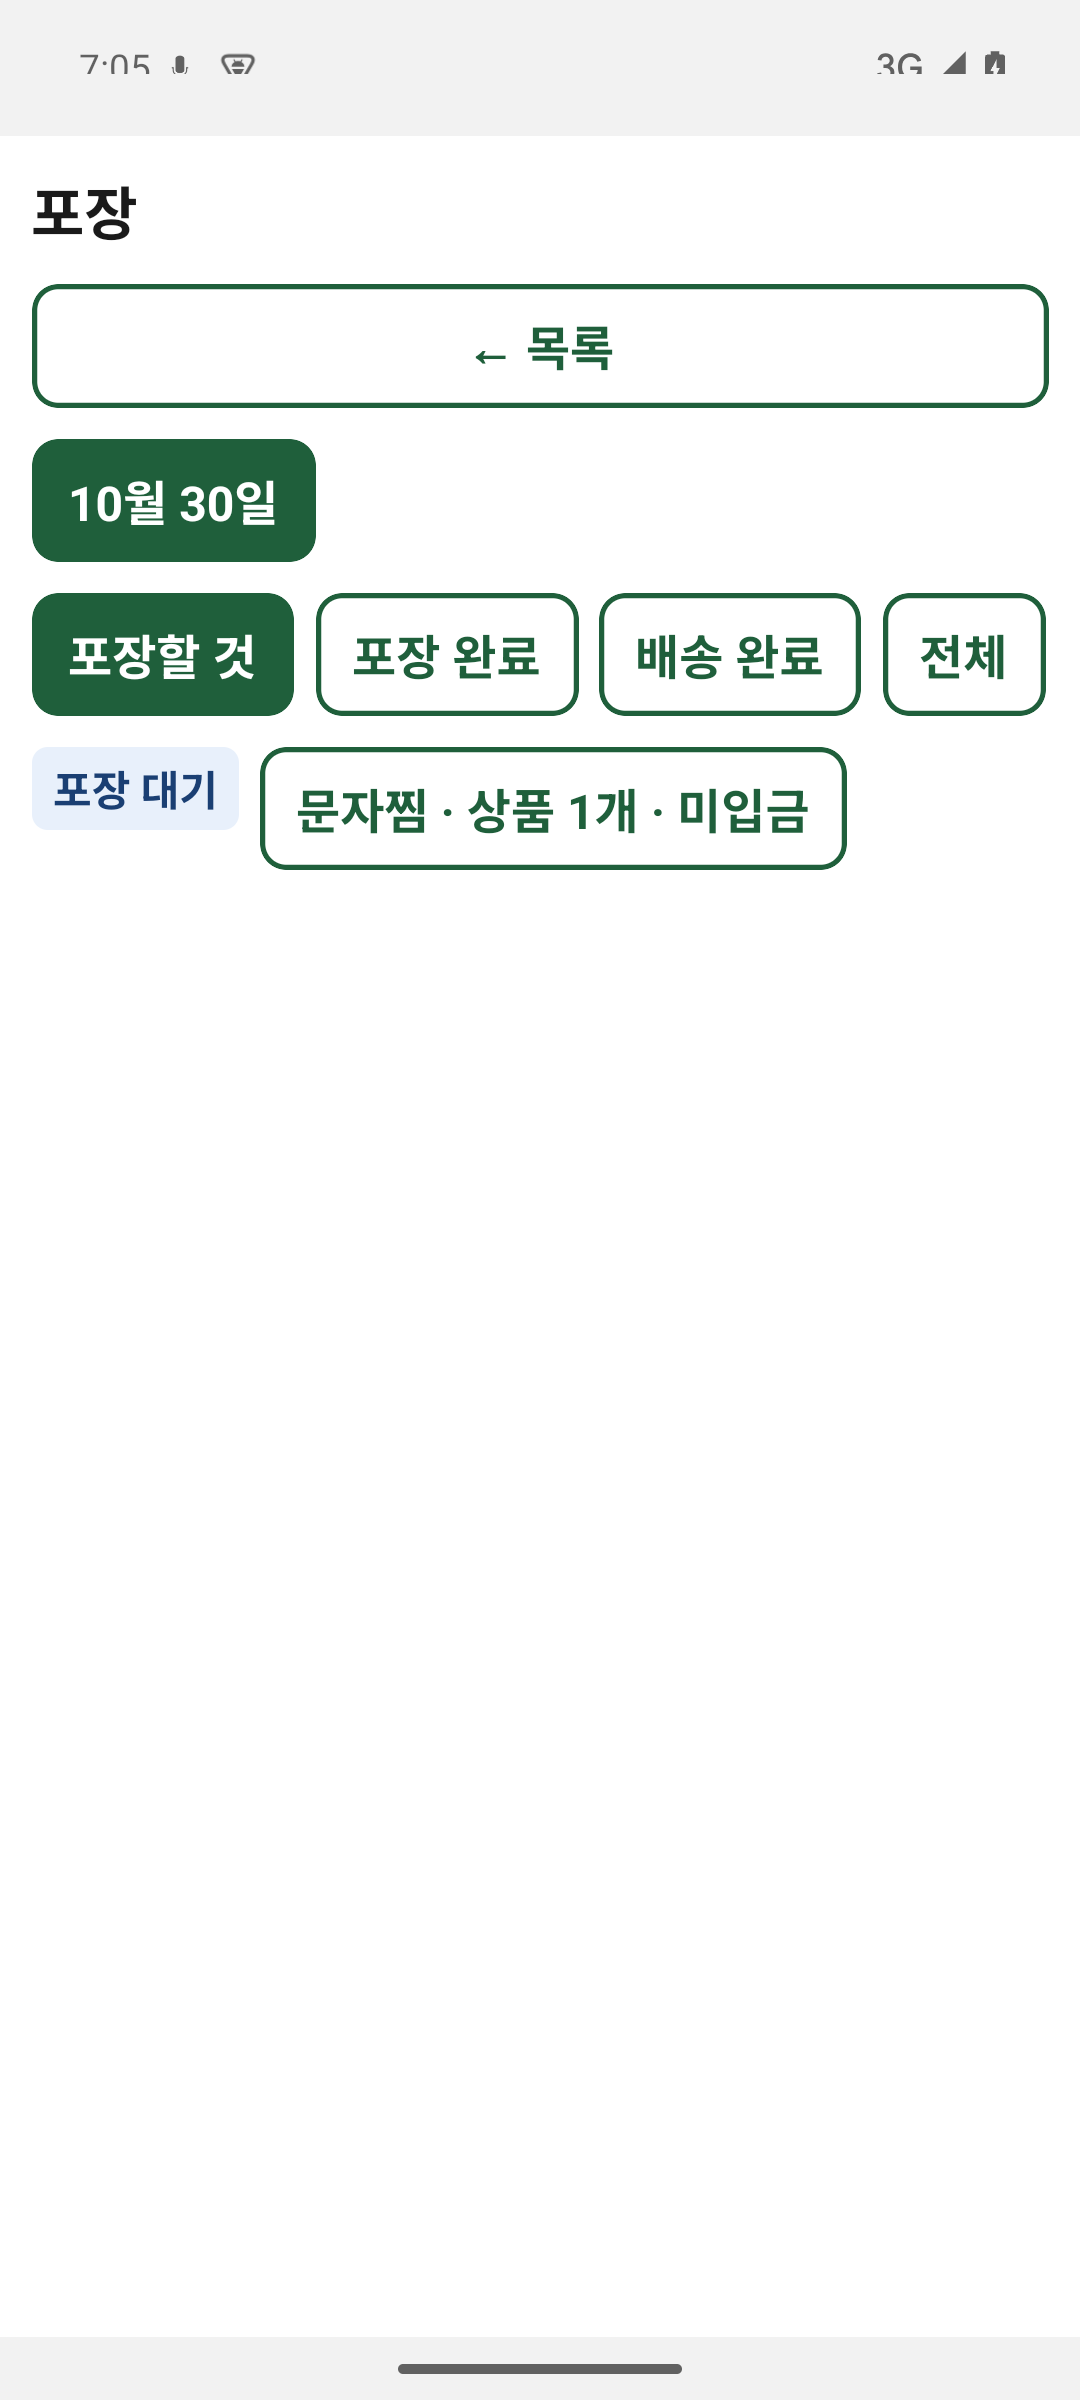 7:05 3G
포장
← 목록
10월 30일
포장할 것 포장 완료 배송 완료 전체
포장 대기 문자찜 · 상품 1개 · 미입금